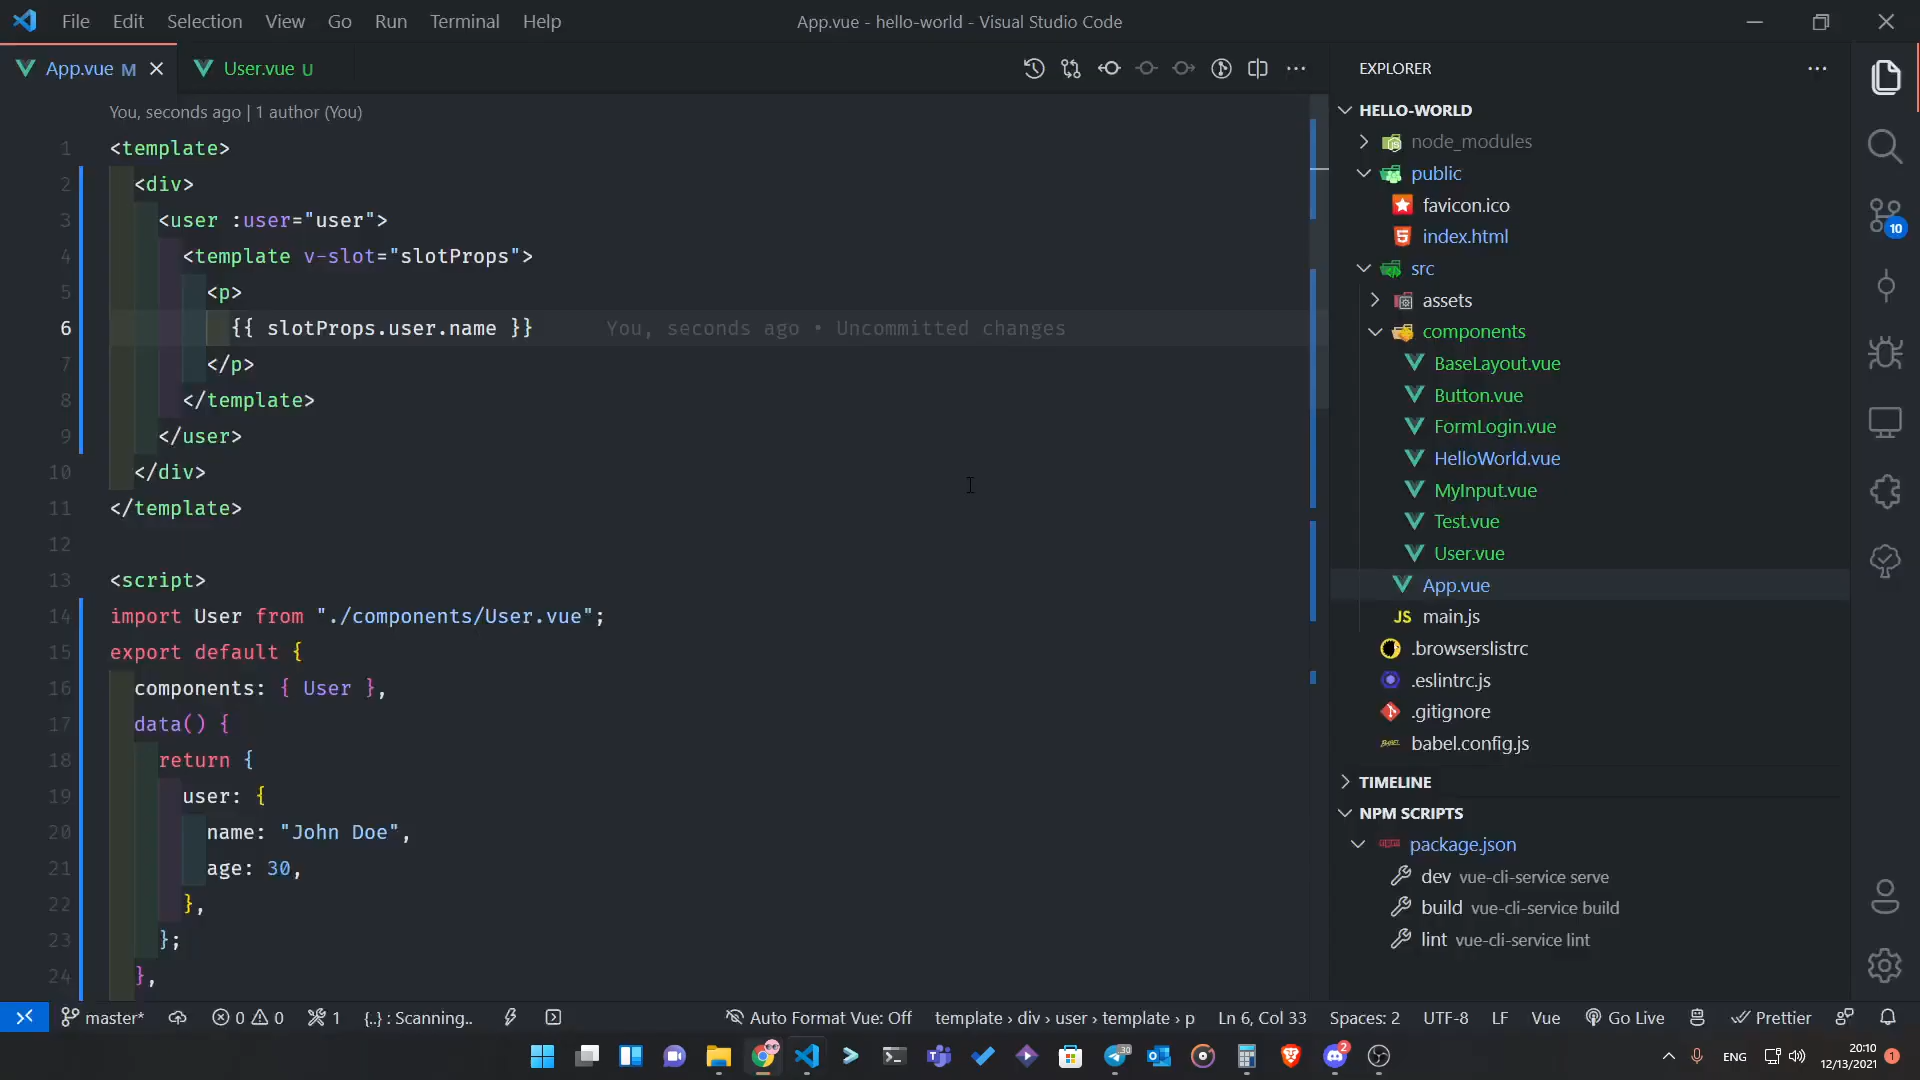 File Edit Selection View Go Run Terminal Help
App.vue - hello-world - Visual Studio Code
App.vue M
User.vue U
You, seconds ago | 1 author (You)
1 <template>
2 <div>
3 <user :user="user">
4 <template v-slot="slotProps">
5 <p>
6 {{ slotProps.user.name }} You, seconds ago • Uncommitted changes
7 </p>
8 </template>
9 </user>
10 </div>
11 </template>
12
13 <script>
14 import User from "./components/User.vue";
15 export default {
16 components: { User },
17 data() {
18 return {
19 user: {
20 name: "John Doe",
21 age: 30,
22 },
23 };
24 },
EXPLORER
HELLO-WORLD
node_modules
public
favicon.ico
index.html
src
assets
components
BaseLayout.vue
Button.vue
FormLogin.vue
HelloWorld.vue
MyInput.vue
Test.vue
User.vue
App.vue
JS main.js
.browserslistrc
.eslintrc.js
.gitignore
babel.config.js
TIMELINE
NPM SCRIPTS
package.json
dev vue-cli-service serve
build vue-cli-service build
lint vue-cli-service lint
10
master* 0 0 1 {..} : Scanning.. Auto Format Vue: Off template › div › user › template › p Ln 6, Col 33 Spaces: 2 UTF-8 LF Vue Go Live Prettier
30
2
ENG
20:10
12/13/2021
1